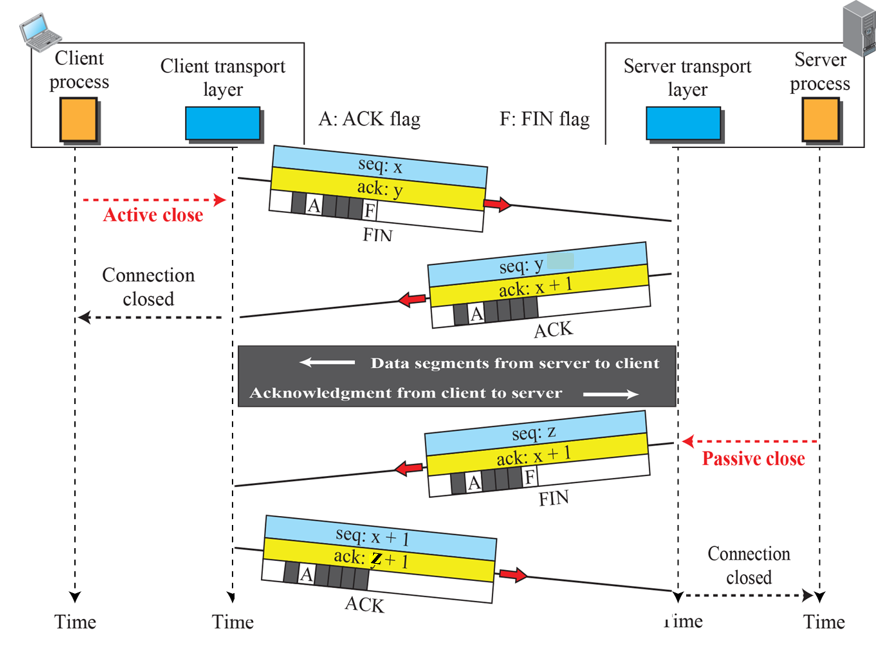 Client
process
Client transport
layer
Server transport
layer
Server
process
A: ACK flag
F: FIN flag
seq: x
ack: y
A
F
FIN
Active close
seq: y
ack: x + 1
A
ACK
Connection
closed
Data segments from server to client
Acknowledgment from client to server
seq: z
ack: x + 1
A
F
FIN
Passive close
seq: x + 1
ack: z + 1
A
ACK
Connection
closed
Time
Time
Time
Time